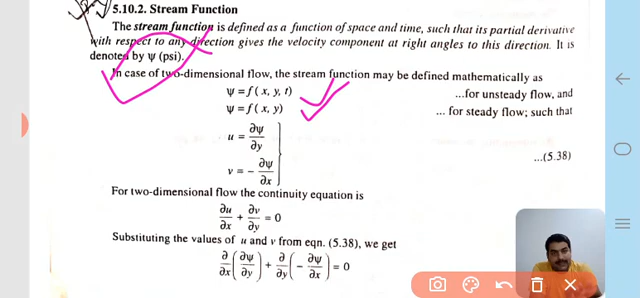 5.10.2. Stream Function
The stream function is defined as a function of space and time, such that its partial derivative
with respect to any direction gives the velocity component at right angles to this direction. It is
denoted by ψ (psi).
In case of two-dimensional flow, the stream function may be defined mathematically as
ψ = f ( x, y, t) ...for unsteady flow, and
ψ = f ( x, y) ... for steady flow; such that
u = ∂ψ/∂y
v = − ∂ψ/∂x ...(5.38)
For two-dimensional flow the continuity equation is
∂u/∂x + ∂v/∂y = 0
Substituting the values of u and v from eqn. (5.38), we get
∂/∂x (∂ψ/∂y) + ∂/∂y (− ∂ψ/∂x) = 0